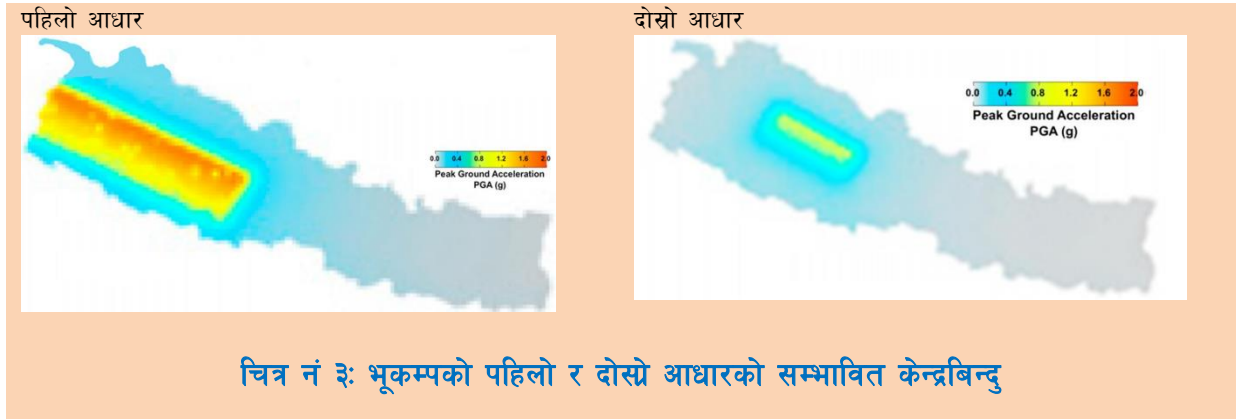 पहिलो आधार
दोस्रो आधार
0.0 0.4 0.8 1.2 1.6 2.0
Peak Ground Acceleration
PGA (g)
0.0 0.4 0.8 1.2 1.6 2.0
Peak Ground Acceleration
PGA (g)
चित्र नं ३: भूकम्पको पहिलो र दोस्रो आधारको सम्भावित केन्द्रबिन्दु